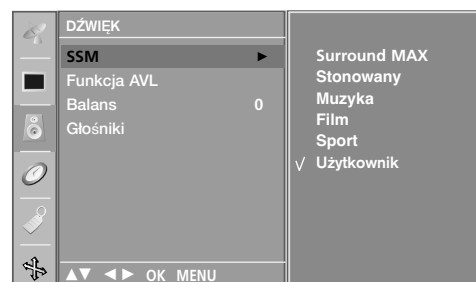 DŹWIĘK
SSM ►
Funkcja AVL
Balans 0
Głośniki
▲▼ ◄► OK MENU
Surround MAX
Stonowany
Muzyka
Film
Sport
√ Użytkownik